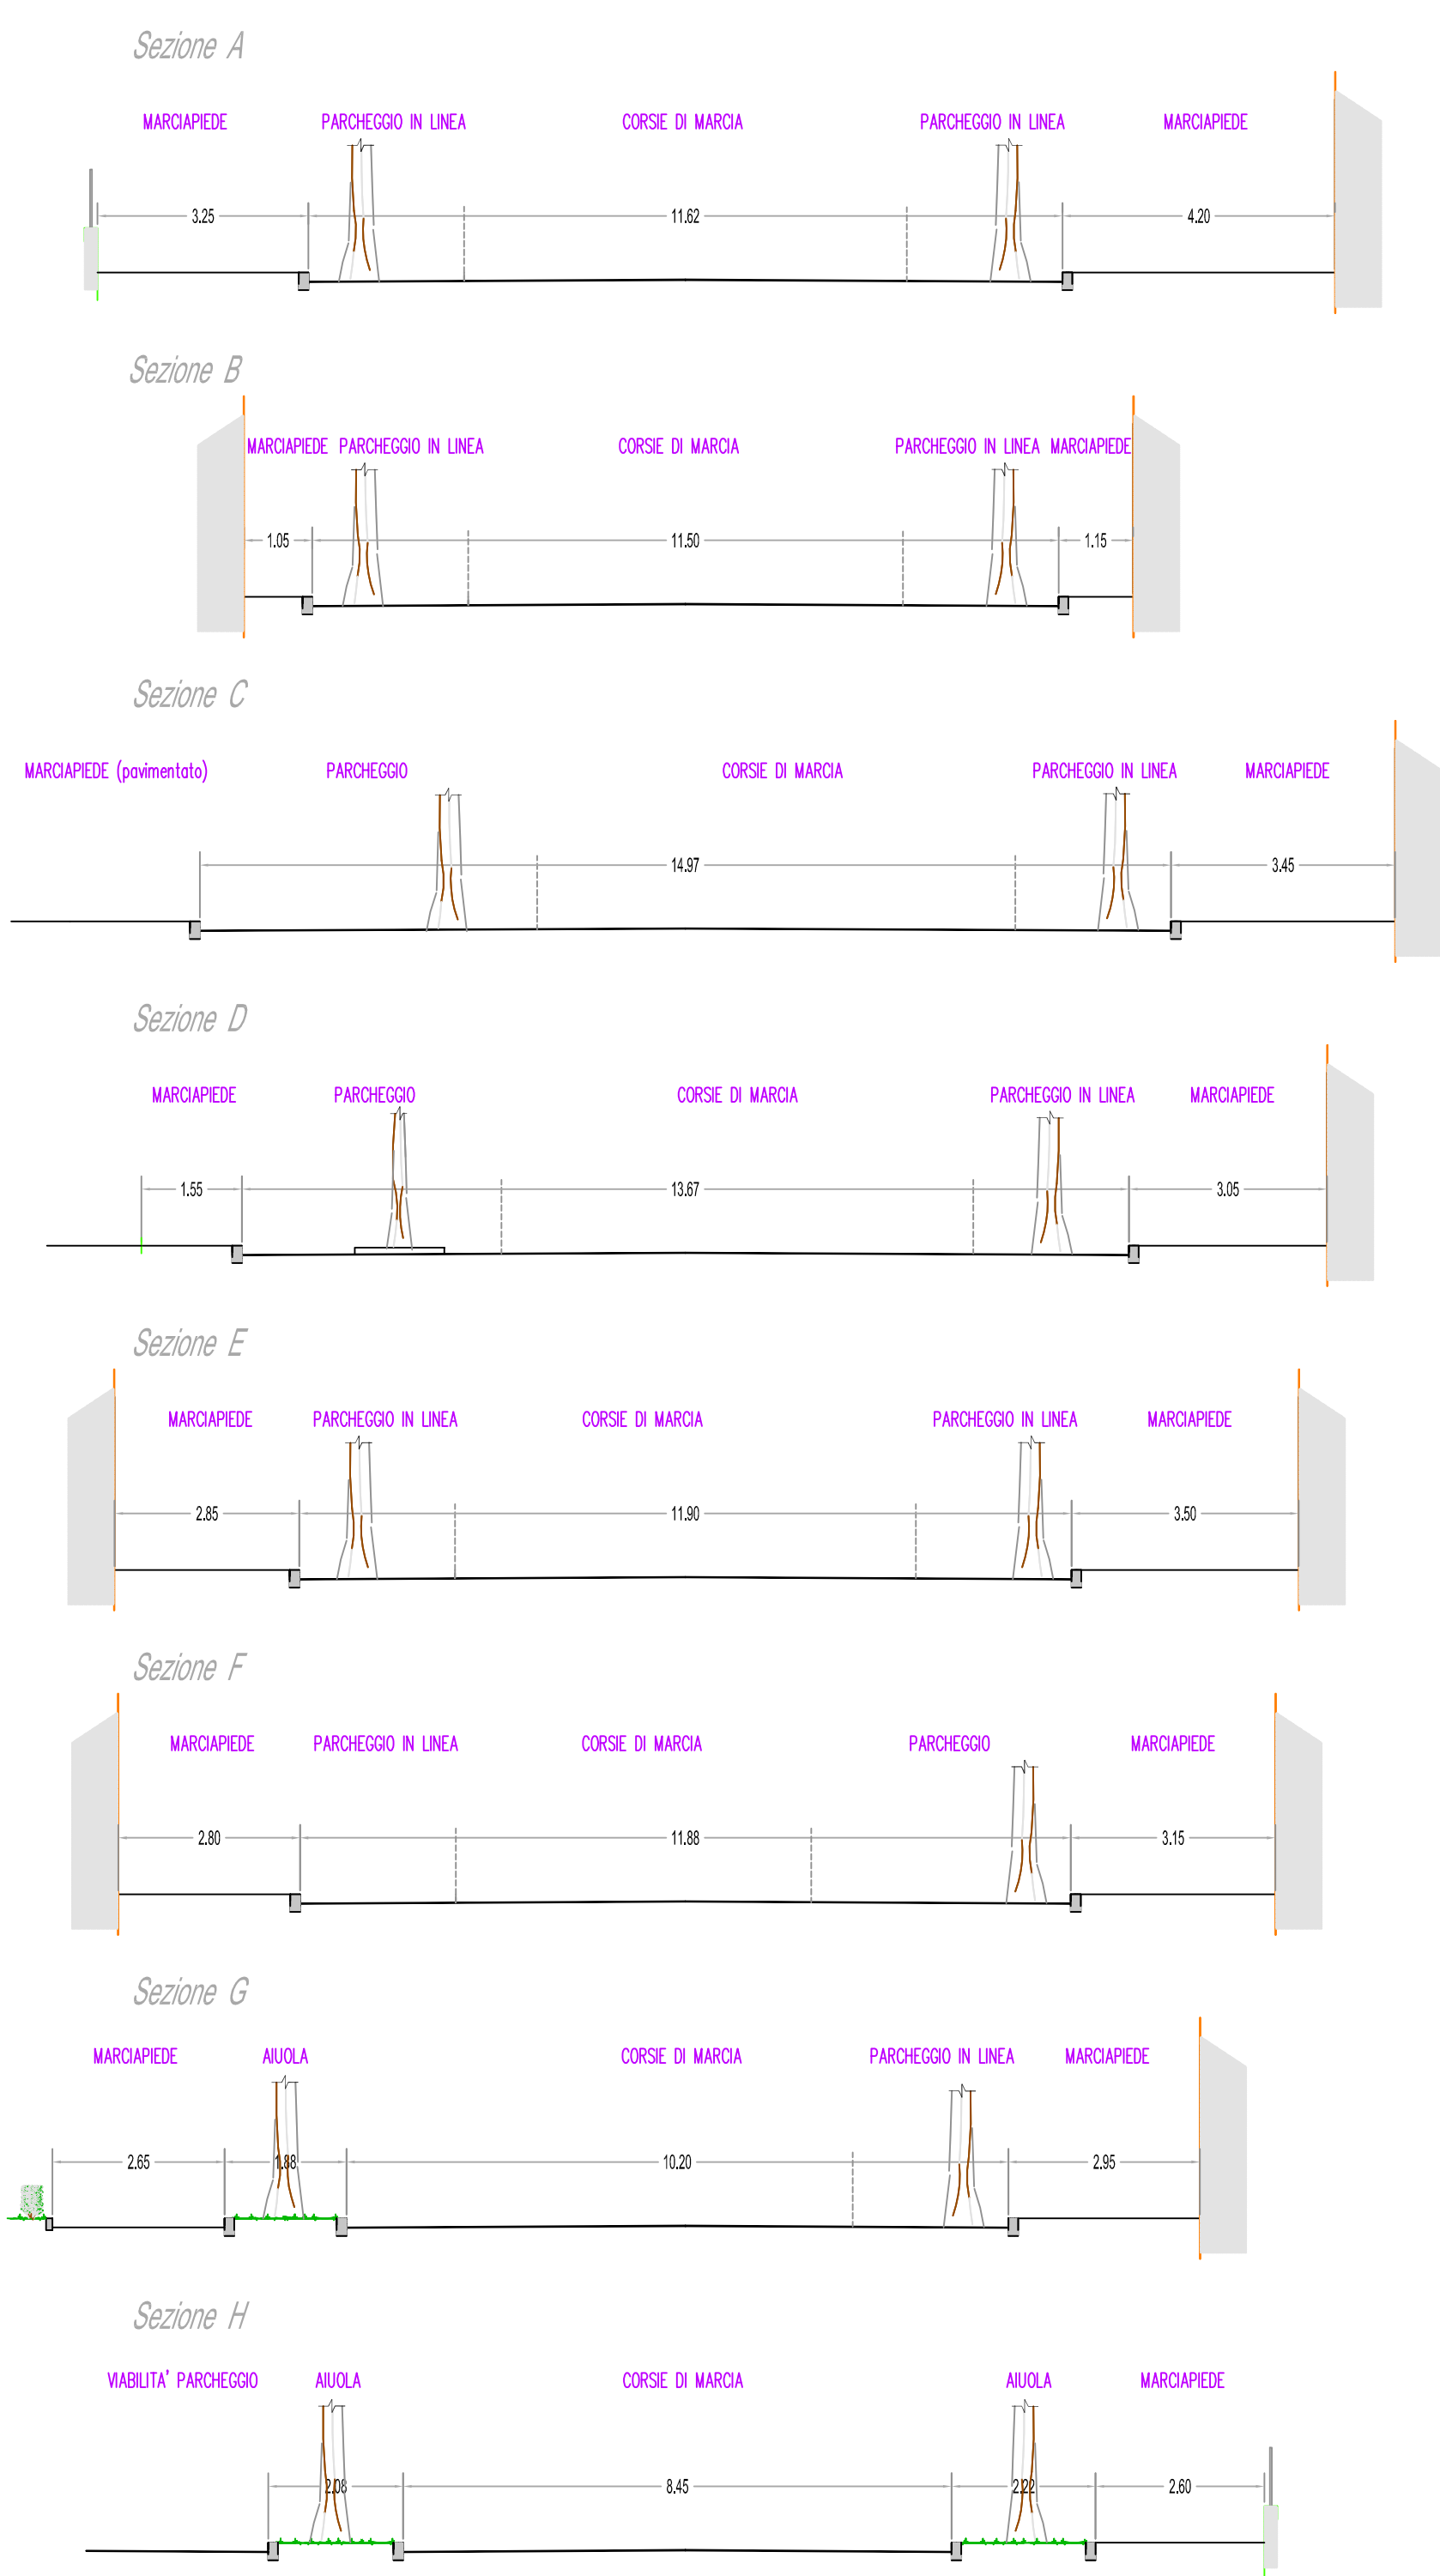 Sezione A
MARCIAPIEDE PARCHEGGIO IN LINEA CORSIE DI MARCIA PARCHEGGIO IN LINEA MARCIAPIEDE
3.25 11.62 4.20
Sezione B
MARCIAPIEDE PARCHEGGIO IN LINEA CORSIE DI MARCIA PARCHEGGIO IN LINEA MARCIAPIEDE
1.05 11.50 1.15
Sezione C
MARCIAPIEDE (pavimentato) PARCHEGGIO CORSIE DI MARCIA PARCHEGGIO IN LINEA MARCIAPIEDE
14.97 3.45
Sezione D
MARCIAPIEDE PARCHEGGIO CORSIE DI MARCIA PARCHEGGIO IN LINEA MARCIAPIEDE
1.55 13.67 3.05
Sezione E
MARCIAPIEDE PARCHEGGIO IN LINEA CORSIE DI MARCIA PARCHEGGIO IN LINEA MARCIAPIEDE
2.85 11.90 3.50
Sezione F
MARCIAPIEDE PARCHEGGIO IN LINEA CORSIE DI MARCIA PARCHEGGIO MARCIAPIEDE
2.80 11.88 3.15
Sezione G
MARCIAPIEDE AIUOLA CORSIE DI MARCIA PARCHEGGIO IN LINEA MARCIAPIEDE
2.65 1.88 10.20 2.95
Sezione H
VIABILITA' PARCHEGGIO AIUOLA CORSIE DI MARCIA AIUOLA MARCIAPIEDE
2.08 8.45 2.22 2.60